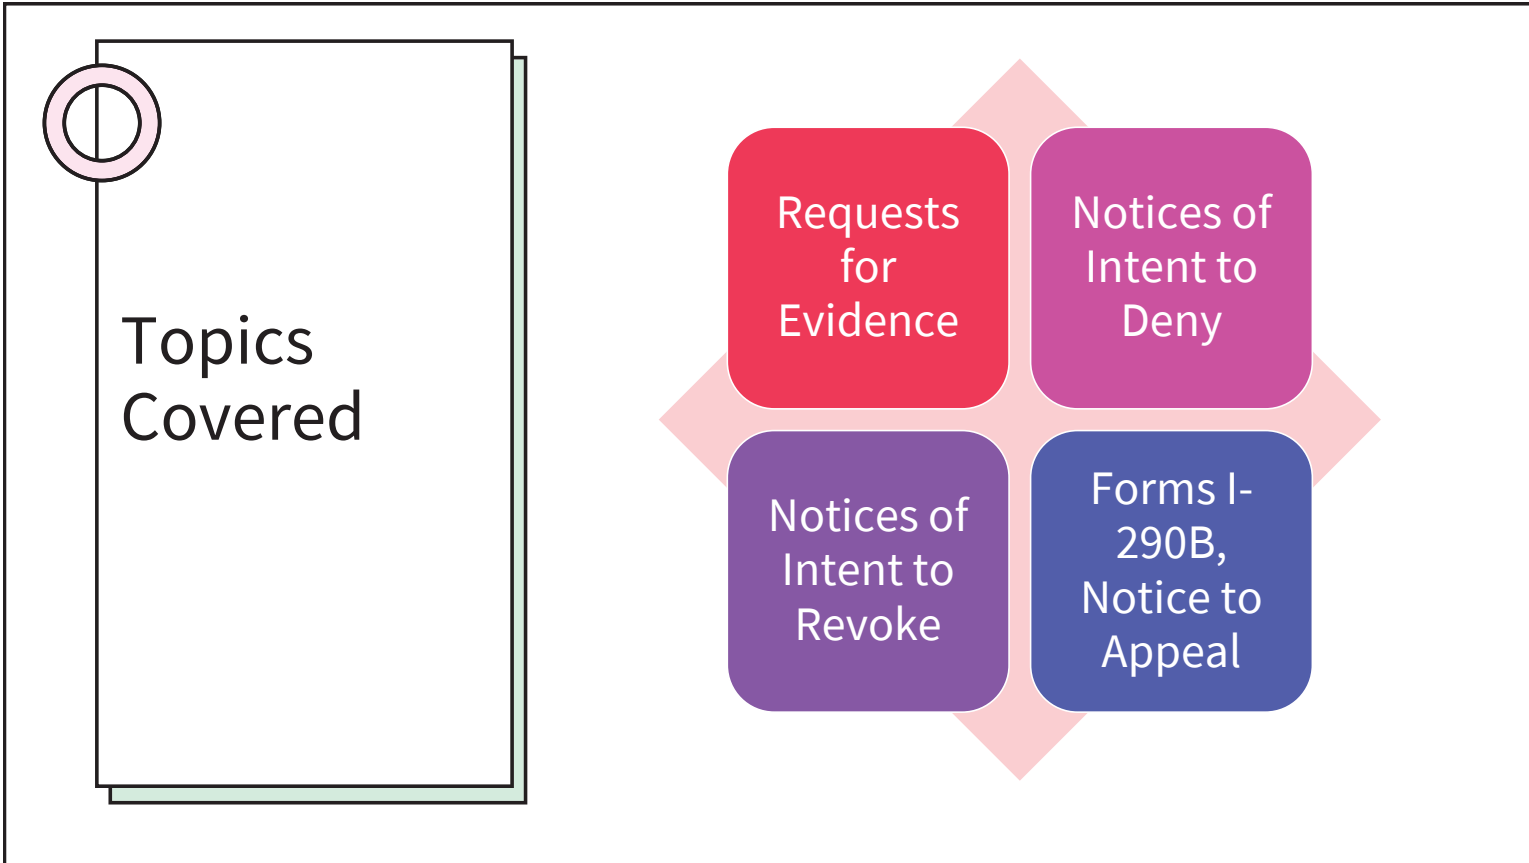 Topics
Covered
Requests
for
Evidence
Notices of
Intent to
Deny
Notices of
Intent to
Revoke
Forms I-
290B,
Notice to
Appeal